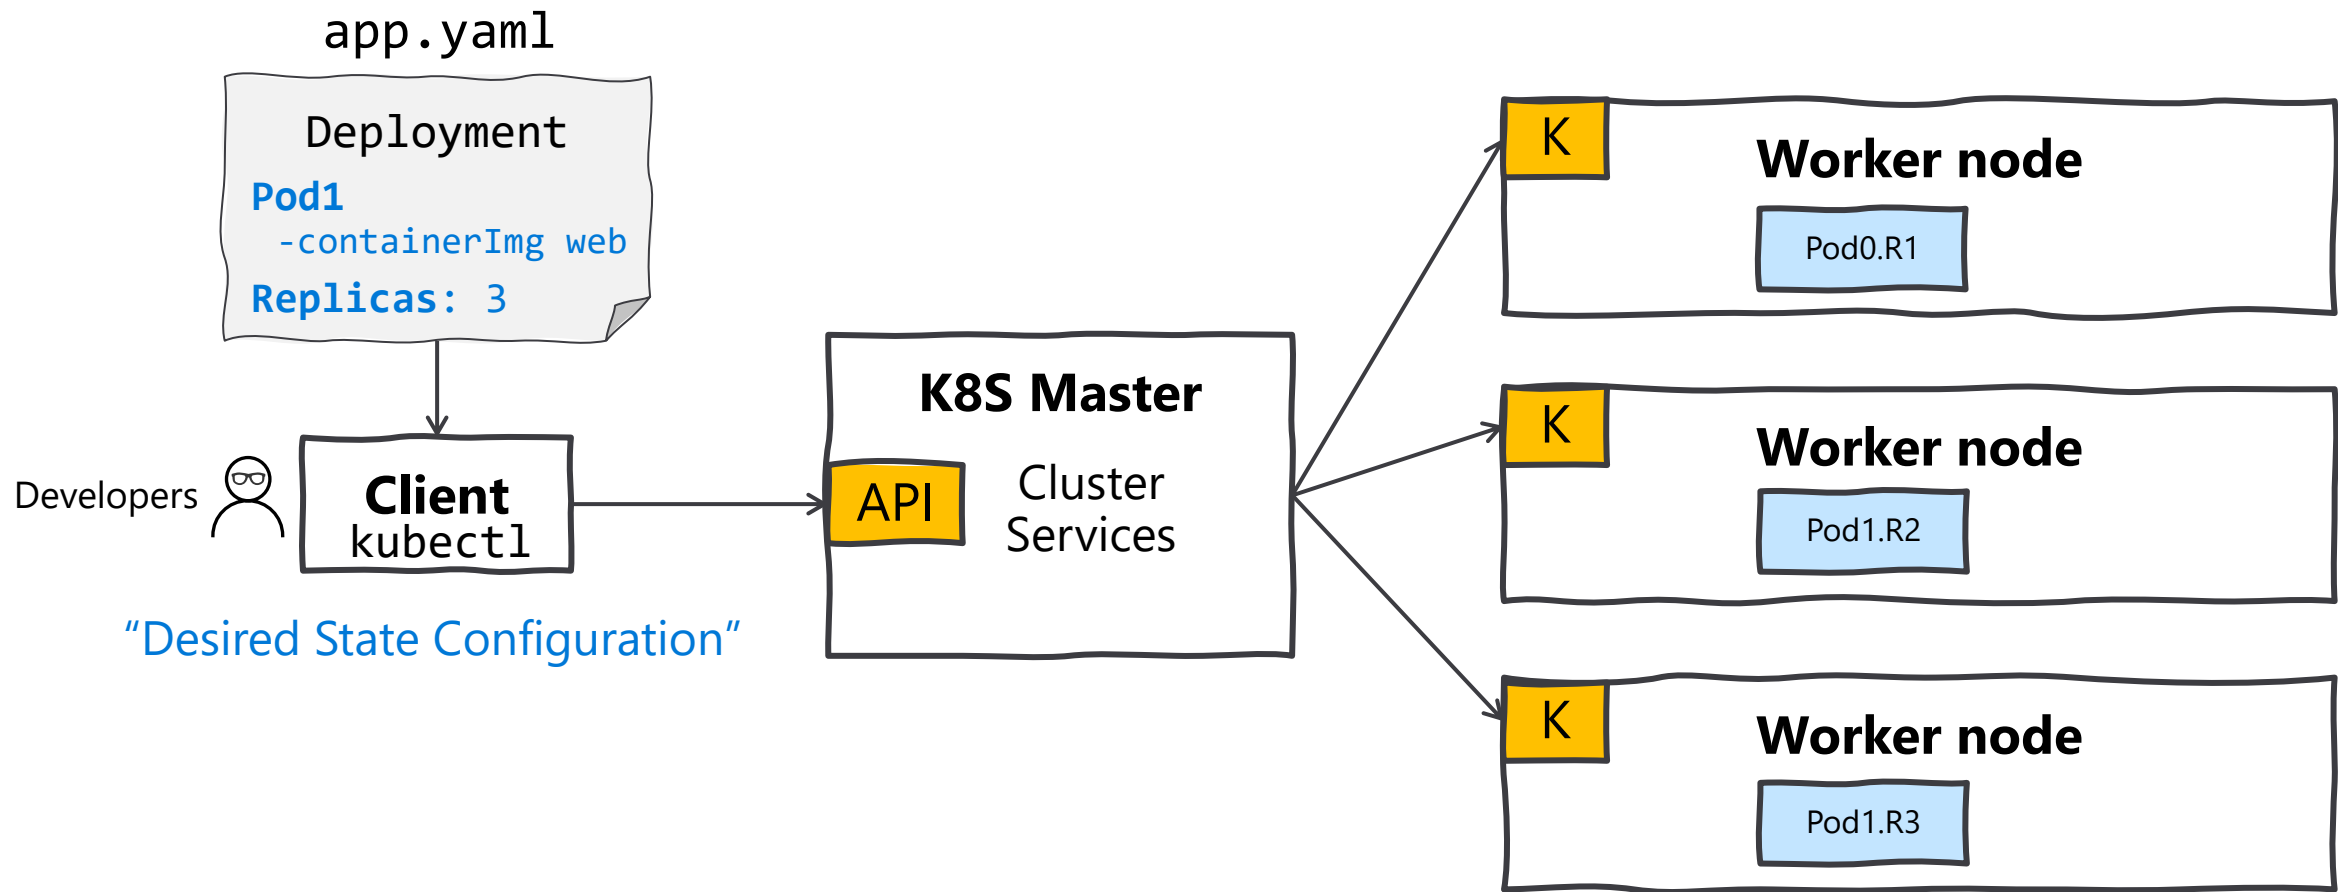 app.yaml
Deployment
Pod1
-containerImg web
Replicas: 3
Developers
Client
kubectl
“Desired State Configuration”
K8S Master
API
Cluster
Services
K
Worker node
Pod0.R1
K
Worker node
Pod1.R2
K
Worker node
Pod1.R3